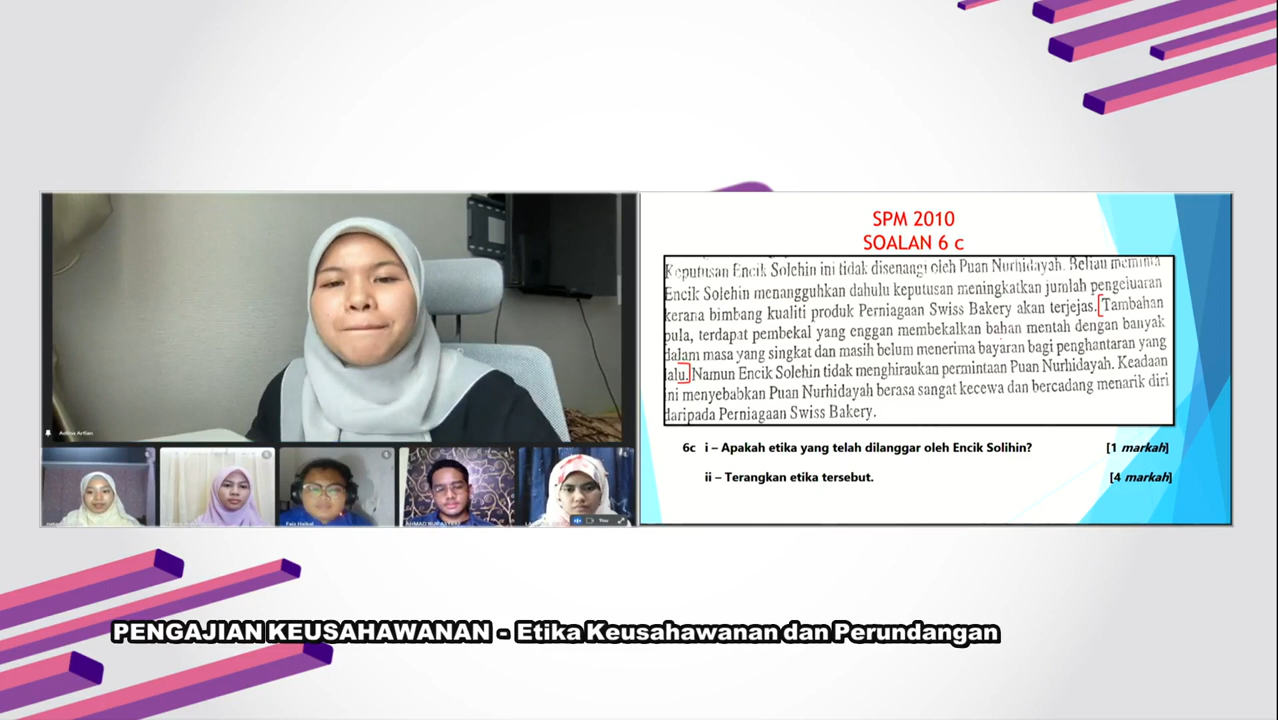 SPM 2010
SOALAN 6 c
Keputusan Encik Solehin ini tidak disenangi oleh Puan Nurhidayah. Beliau meminta
Encik Solehin menangguhkan dahulu keputusan meningkatkan jumlah pengeluaran
kerana bimbang kualiti produk Perniagaan Swiss Bakery akan terjejas. [Tambahan
pula, terdapat pembekal yang enggan membekalkan bahan mentah dengan banyak
dalam masa yang singkat dan masih belum menerima bayaran bagi penghantaran yang
lalu.] Namun Encik Solehin tidak menghiraukan permintaan Puan Nurhidayah. Keadaan
ini menyebabkan Puan Nurhidayah berasa sangat kecewa dan bercadang menarik diri
daripada Perniagaan Swiss Bakery.
6c i – Apakah etika yang telah dilanggar oleh Encik Solihin? [1 markah]
ii – Terangkan etika tersebut. [4 markah]
Adlina Arfian
Faiz Haikal
You
PENGAJIAN KEUSAHAWANAN - Etika Keusahawanan dan Perundangan